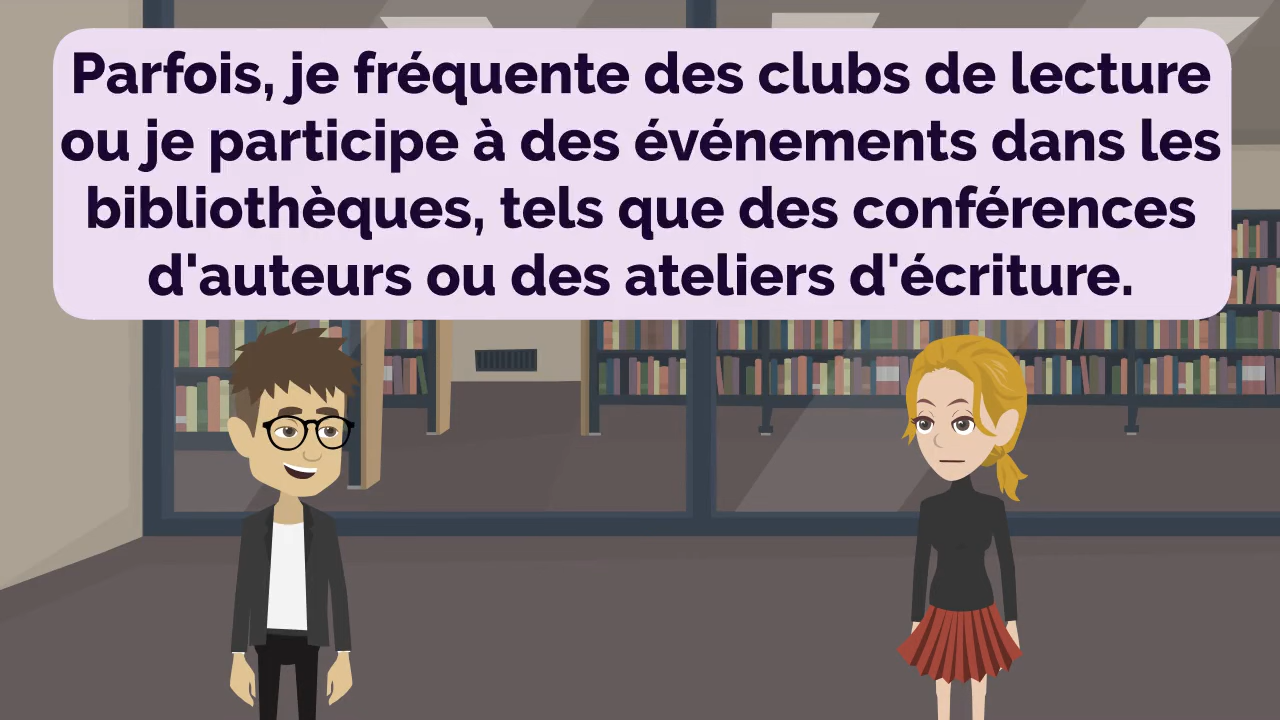 Parfois, je fréquente des clubs de lecture
ou je participe à des événements dans les
bibliothèques, tels que des conférences
d'auteurs ou des ateliers d'écriture.